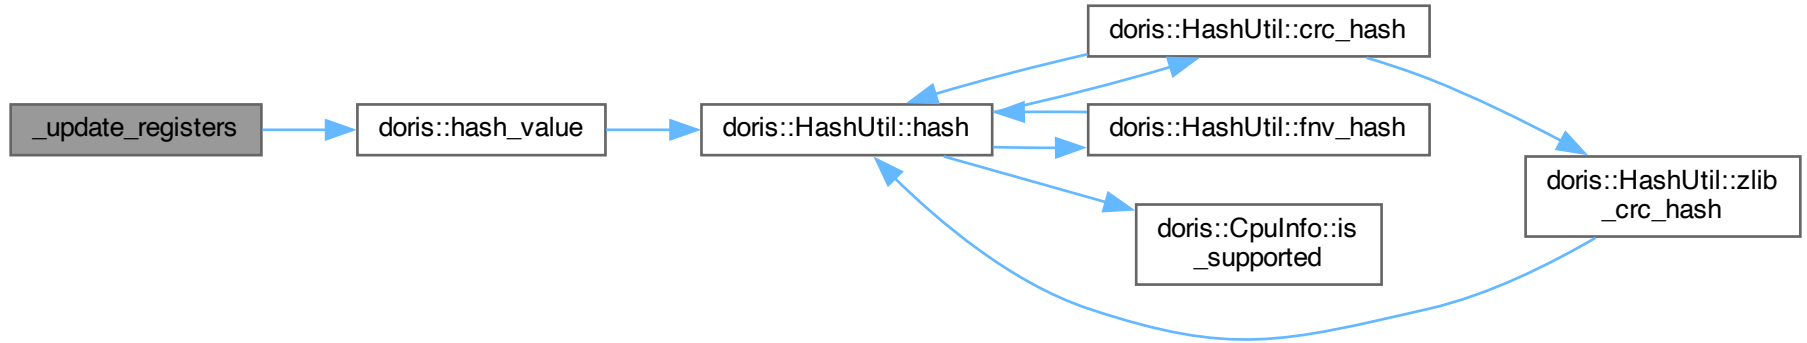 _update_registers
doris::hash_value
doris::HashUtil::hash
doris::HashUtil::crc_hash
doris::HashUtil::fnv_hash
doris::CpuInfo::is
_supported
doris::HashUtil::zlib
_crc_hash